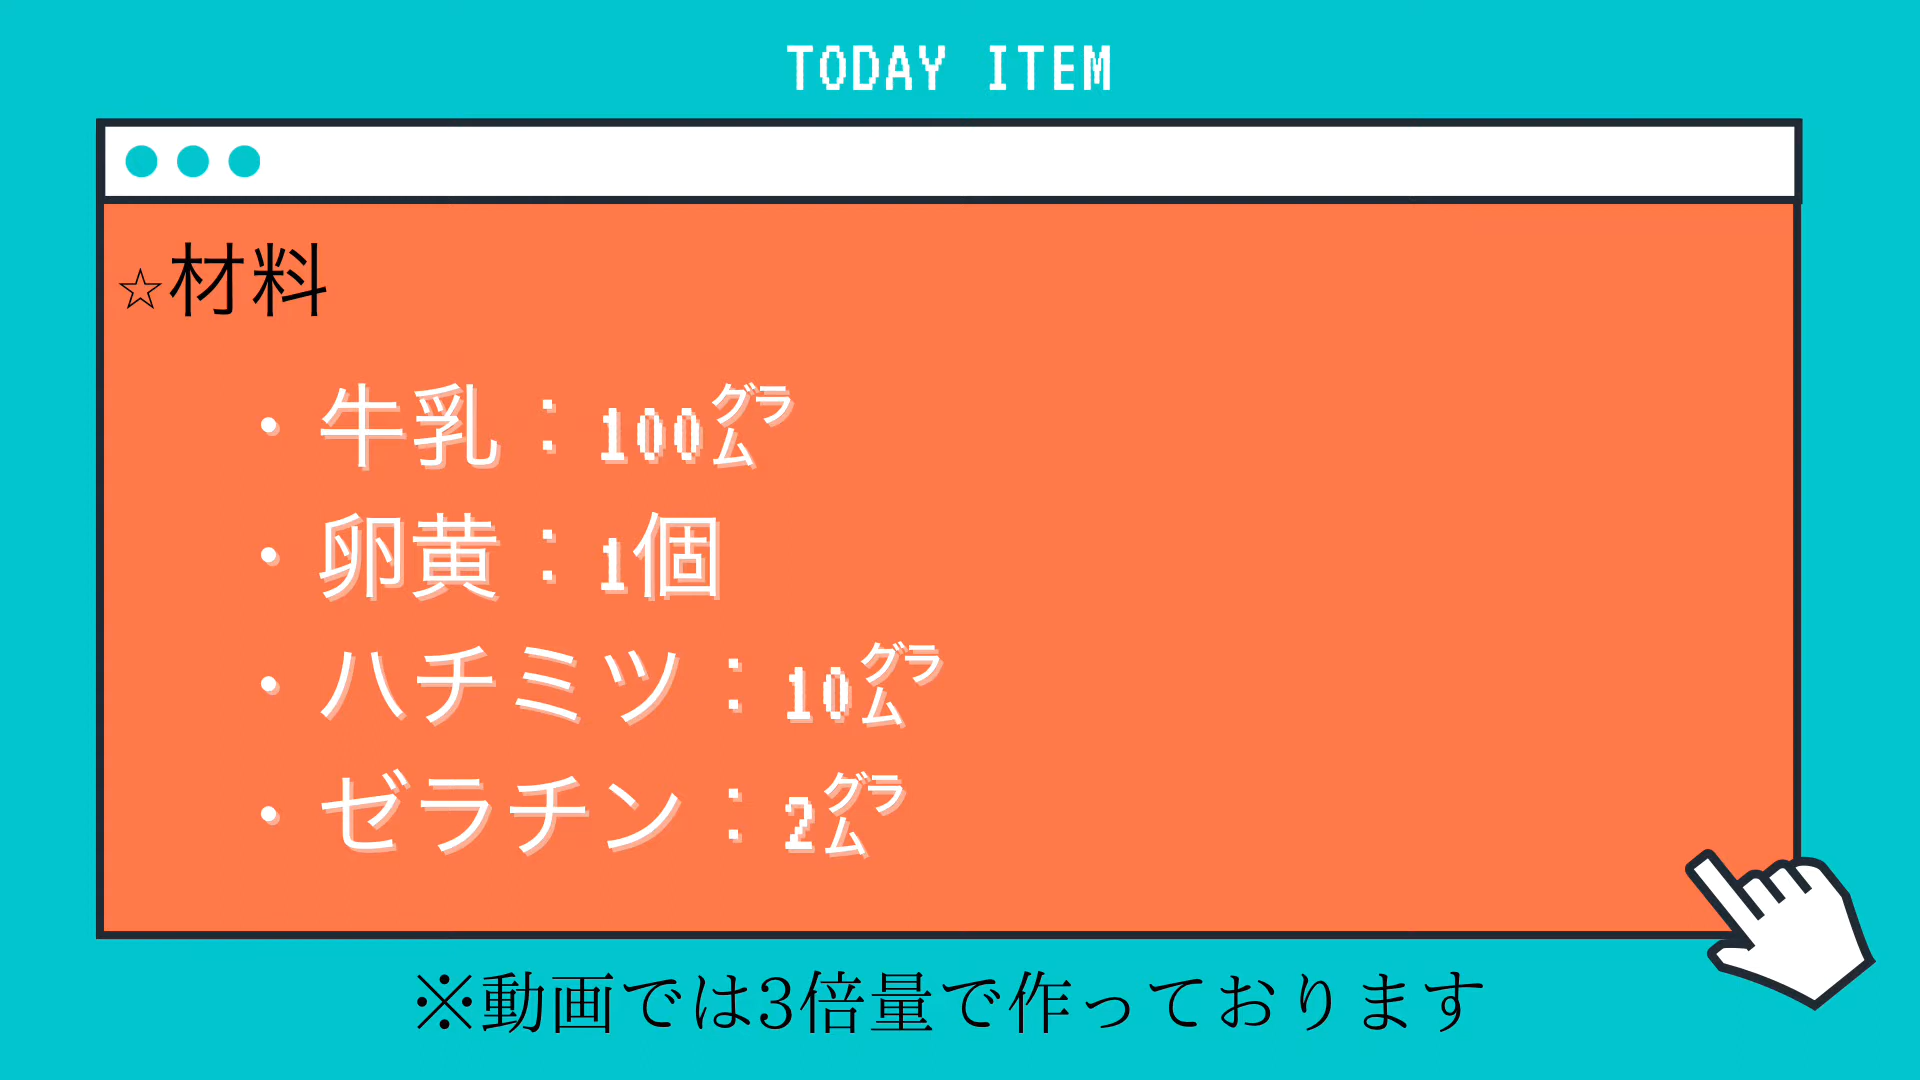 TODAY ITEM
☆材料
・牛乳：100㌘
・卵黄：1個
・ハチミツ：10㌘
・ゼラチン：2㌘
※動画では3倍量で作っております